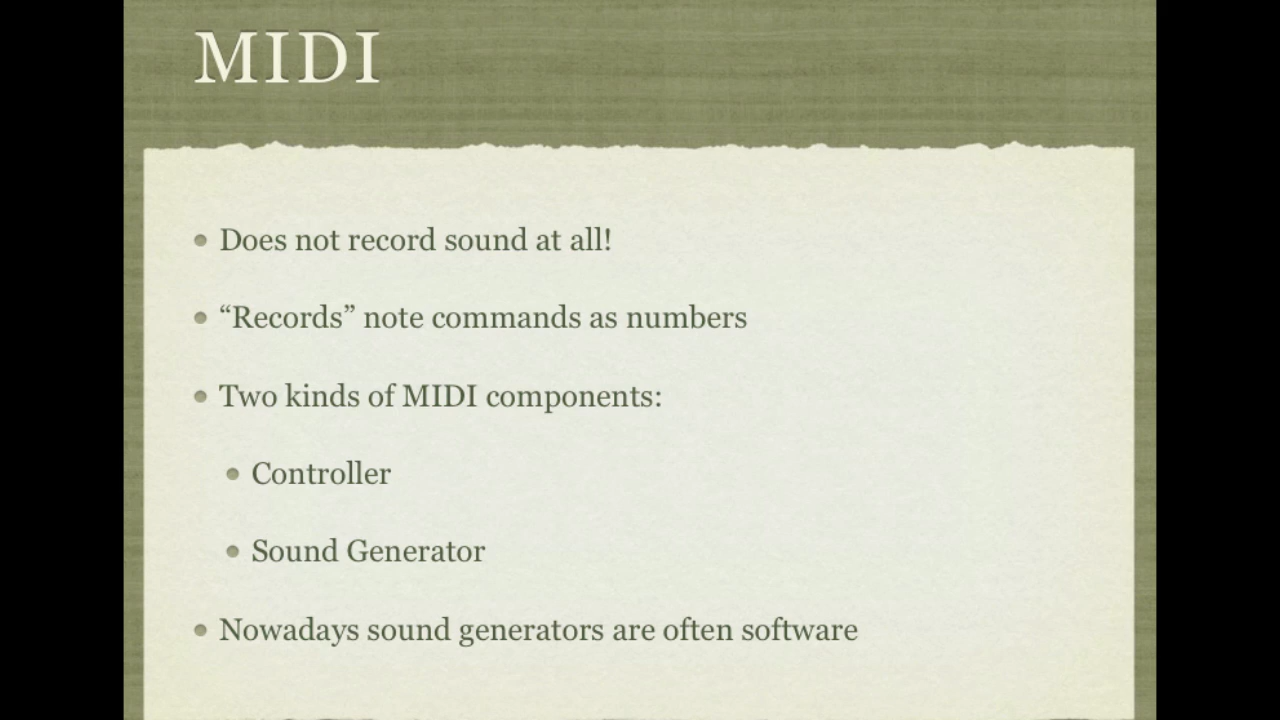 MIDI
Does not record sound at all!
“Records” note commands as numbers
Two kinds of MIDI components:
Controller
Sound Generator
Nowadays sound generators are often software